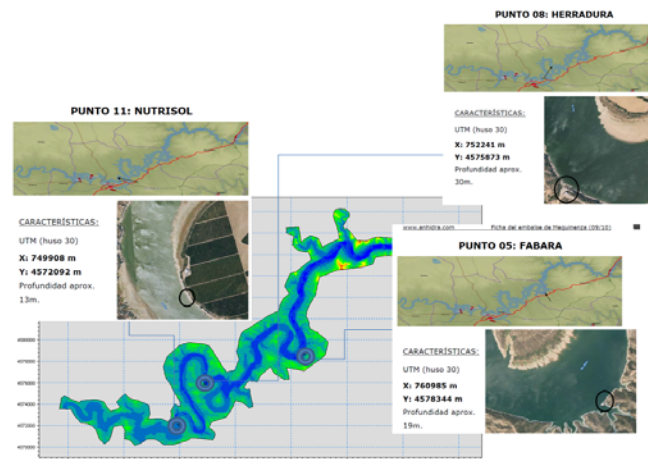 PUNTO 08: HERRADURA
CARACTERÍSTICAS:
UTM (huso 30)
X: 752241 m
Y: 4575873 m
Profundidad aprox.
30m.
PUNTO 11: NUTRISOL
CARACTERÍSTICAS:
UTM (huso 30)
X: 749908 m
Y: 4572092 m
Profundidad aprox.
13m.
www.anhidra.com Ficha del embalse de Mequinenza (09/10)
PUNTO 05: FABARA
CARACTERÍSTICAS:
UTM (huso 30)
X: 760985 m
Y: 4578344 m
Profundidad aprox.
19m.